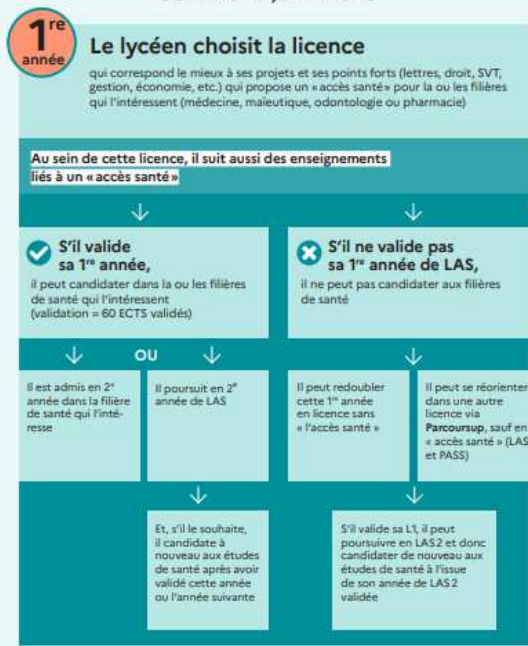 1re
année
Le lycéen choisit la licence
qui correspond le mieux à ses projets et ses points forts (lettres, droit, SVT,
gestion, économie, etc.) qui propose un « accès santé » pour la ou les filières
qui l'intéressent (médecine, maïeutique, odontologie ou pharmacie)
Au sein de cette licence, il suit aussi des enseignements
liés à un « accès santé »
S'il valide
sa 1re année,
il peut candidater dans la ou les filières
de santé qui l'intéressent
(validation = 60 ECTS validés)
S'il ne valide pas
sa 1re année de LAS,
il ne peut pas candidater aux filières
de santé
OU
Il est admis en 2e
année dans la filière
de santé qui l'inté-
resse
Il poursuit en 2e
année de LAS
Il peut redoubler
cette 1re année
en licence sans
« l'accès santé »
Il peut se réorienter
dans une autre
licence via
Parcoursup, sauf en
« accès santé » (LAS
et PASS)
Et, s'il le souhaite,
il candidate à
nouveau aux études
de santé après avoir
validé cette année
ou l'année suivante
S'il valide sa L1, il peut
poursuivre en LAS 2 et donc
candidater de nouveau aux
études de santé à l'issue
de son année de LAS 2
validée